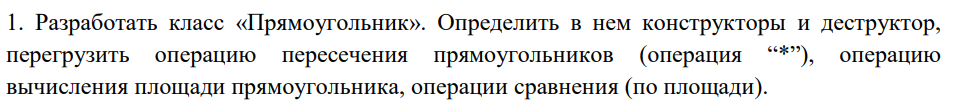 1. Разработать класс «Прямоугольник». Определить в нем конструкторы и деструктор,
перегрузить операцию пересечения прямоугольников (операция “*”), операцию
вычисления площади прямоугольника, операции сравнения (по площади).